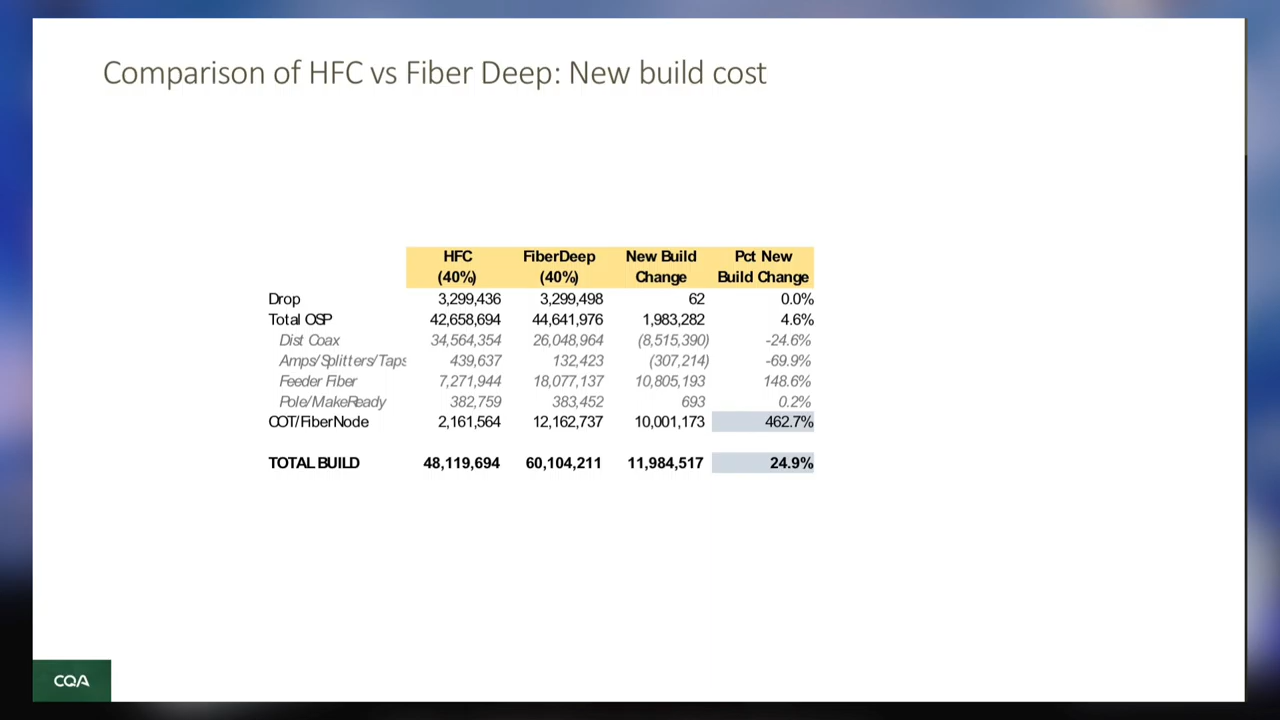 Comparison of HFC vs Fiber Deep: New build cost
HFC FiberDeep New Build Pct New
(40%) (40%) Change Build Change
Drop 3,299,436 3,299,498 62 0.0%
Total OSP 42,658,694 44,641,976 1,983,282 4.6%
Dist Coax 34,564,354 26,048,964 (8,515,390) -24.6%
Amps/Splitters/Taps 439,637 132,423 (307,214) -69.9%
Feeder Fiber 7,271,944 18,077,137 10,805,193 148.6%
Pole/MakeReady 382,759 383,452 693 0.2%
COT/FiberNode 2,161,564 12,162,737 10,001,173 462.7%
TOTAL BUILD 48,119,694 60,104,211 11,984,517 24.9%
CQA